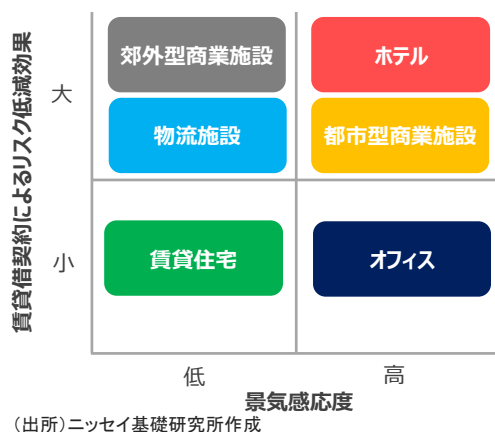 賃貸借契約によるリスク低減効果
大
郊外型商業施設
ホテル
物流施設
都市型商業施設
小
賃貸住宅
オフィス
低
高
景気感応度
（出所）ニッセイ基礎研究所作成